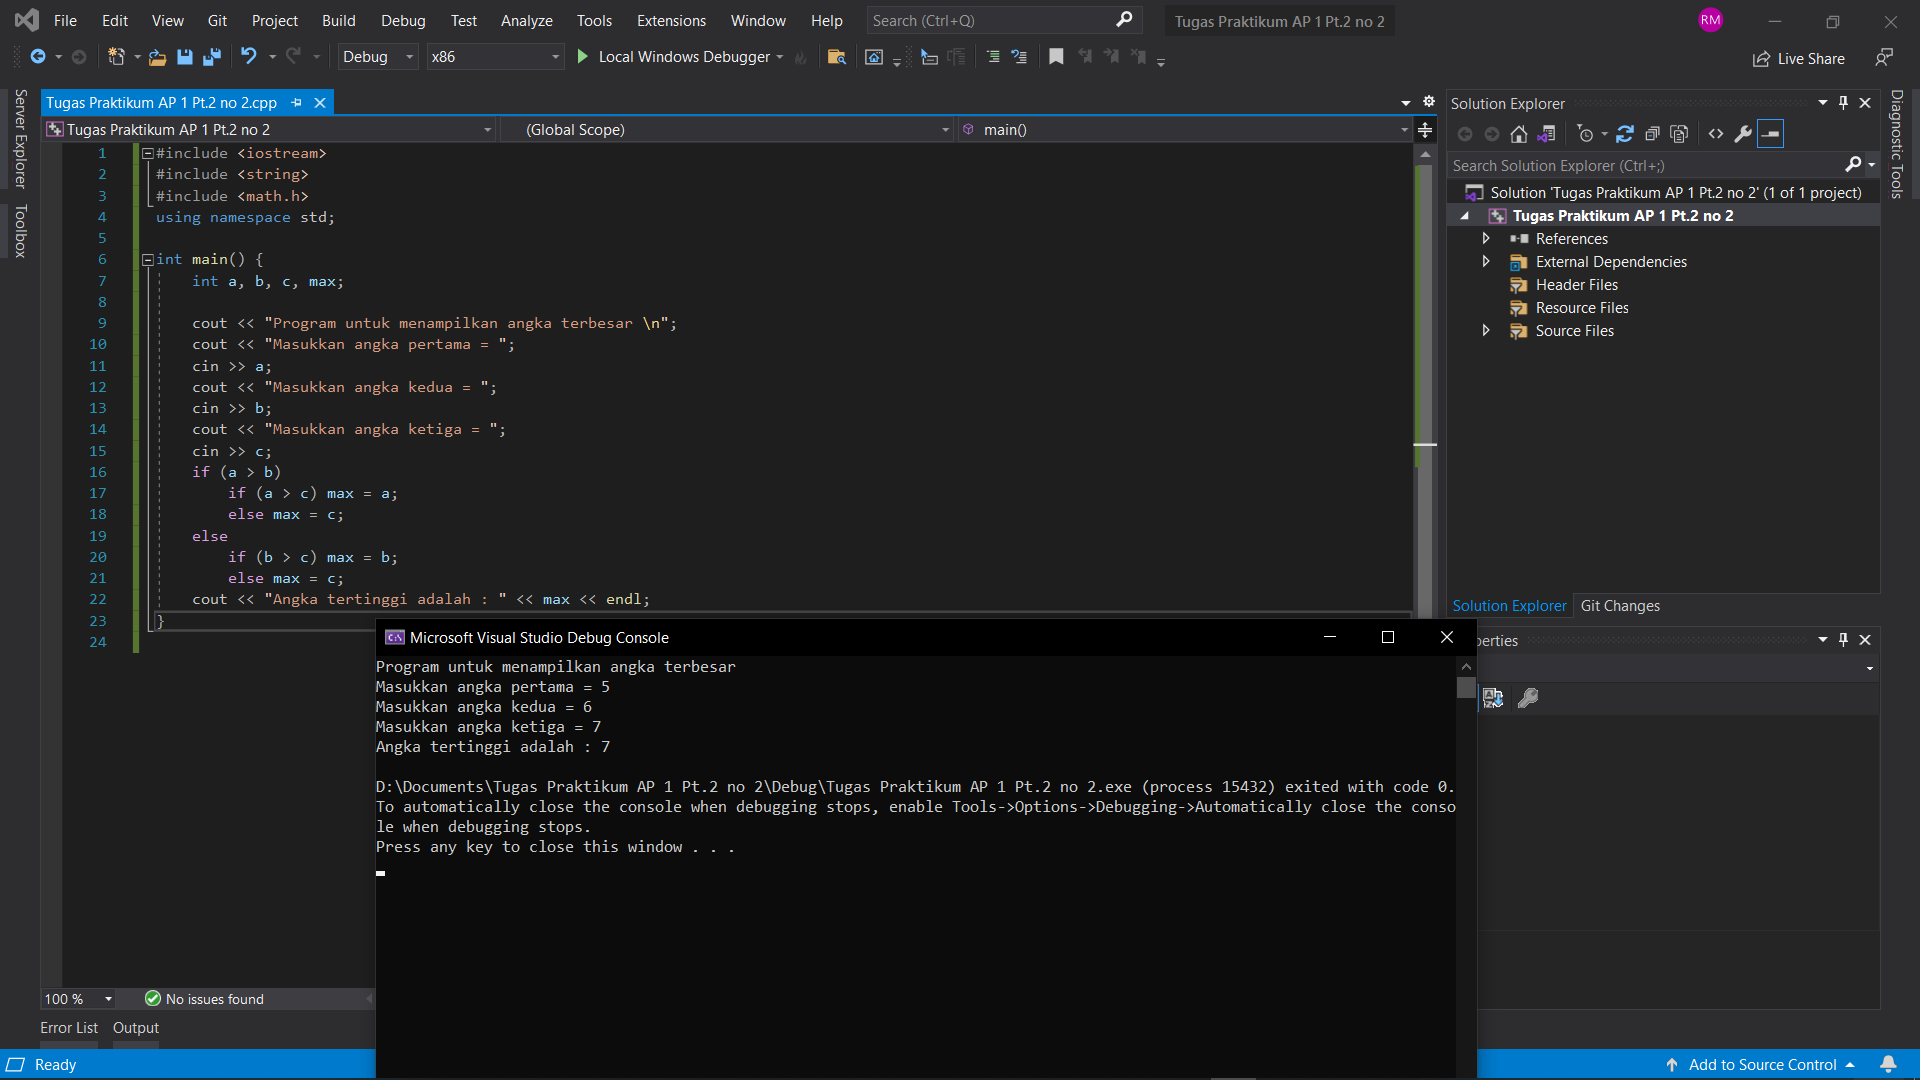 File Edit View Git Project Build Debug Test Analyze Tools Extensions Window Help Search (Ctrl+Q) Tugas Praktikum AP 1 Pt.2 no 2 RM
Debug x86 Local Windows Debugger Live Share
Server Explorer
Toolbox
Tugas Praktikum AP 1 Pt.2 no 2.cpp
Tugas Praktikum AP 1 Pt.2 no 2 (Global Scope) main()
1 #include <iostream>
2 #include <string>
3 #include <math.h>
4 using namespace std;
5
6 int main() {
7 int a, b, c, max;
8
9 cout << "Program untuk menampilkan angka terbesar \n";
10 cout << "Masukkan angka pertama = ";
11 cin >> a;
12 cout << "Masukkan angka kedua = ";
13 cin >> b;
14 cout << "Masukkan angka ketiga = ";
15 cin >> c;
16 if (a > b)
17 if (a > c) max = a;
18 else max = c;
19 else
20 if (b > c) max = b;
21 else max = c;
22 cout << "Angka tertinggi adalah : " << max << endl;
23 }
24
Microsoft Visual Studio Debug Console
Program untuk menampilkan angka terbesar
Masukkan angka pertama = 5
Masukkan angka kedua = 6
Masukkan angka ketiga = 7
Angka tertinggi adalah : 7
D:\Documents\Tugas Praktikum AP 1 Pt.2 no 2\Debug\Tugas Praktikum AP 1 Pt.2 no 2.exe (process 15432) exited with code 0.
To automatically close the console when debugging stops, enable Tools->Options->Debugging->Automatically close the conso
le when debugging stops.
Press any key to close this window . . .
Solution Explorer
Search Solution Explorer (Ctrl+;)
Solution 'Tugas Praktikum AP 1 Pt.2 no 2' (1 of 1 project)
Tugas Praktikum AP 1 Pt.2 no 2
References
External Dependencies
Header Files
Resource Files
Source Files
Solution Explorer Git Changes
perties
Diagnostic Tools
100 % No issues found
Error List Output
Ready Add to Source Control